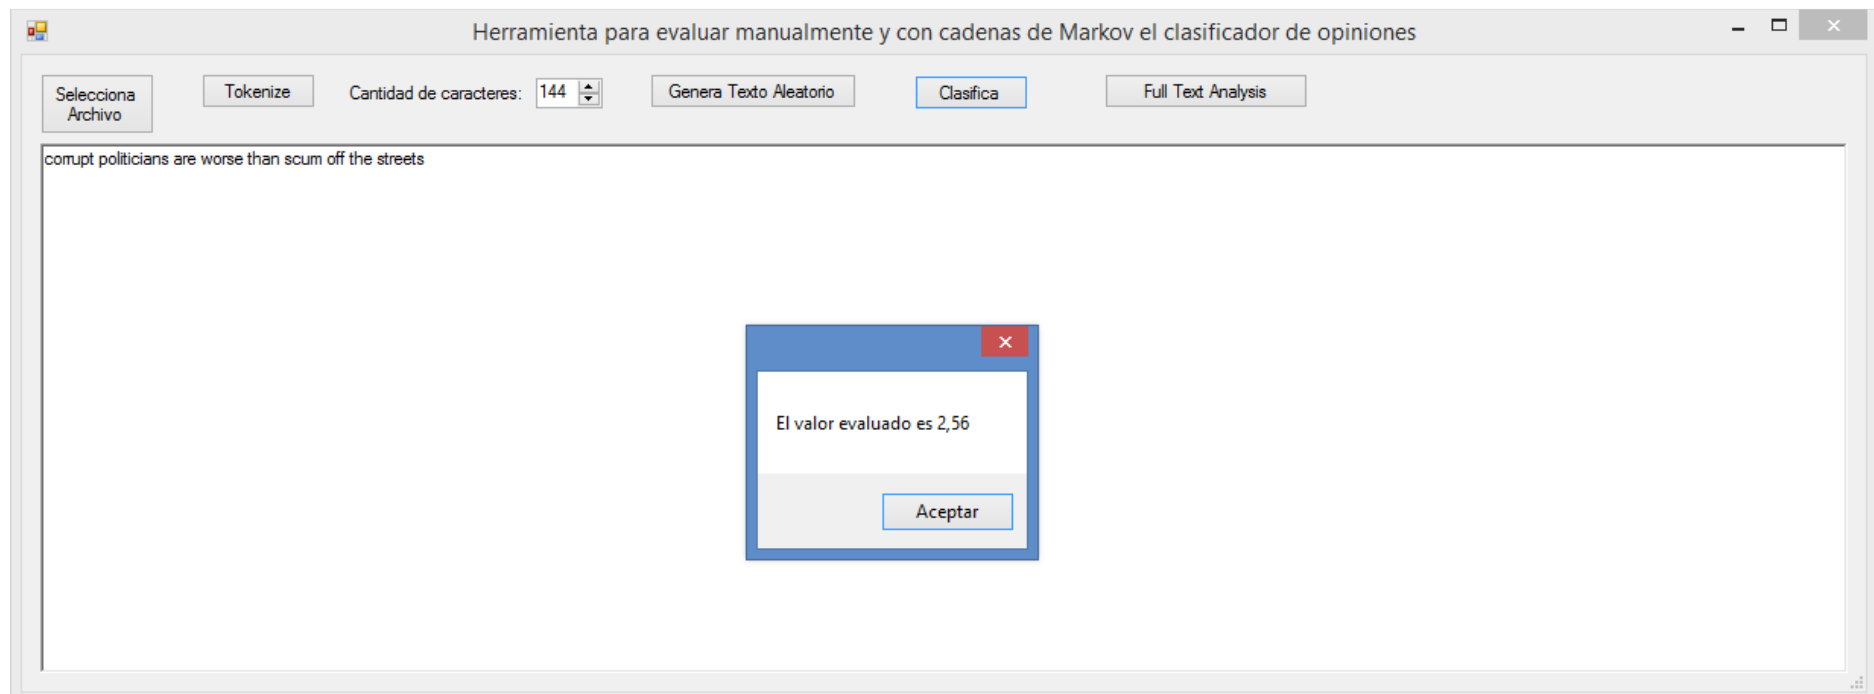 Herramienta para evaluar manualmente y con cadenas de Markov el clasificador de opiniones
Selecciona
Archivo
Tokenize
Cantidad de caracteres:
144
Genera Texto Aleatorio
Clasifica
Full Text Analysis
corrupt politicians are worse than scum off the streets
El valor evaluado es 2,56
Aceptar